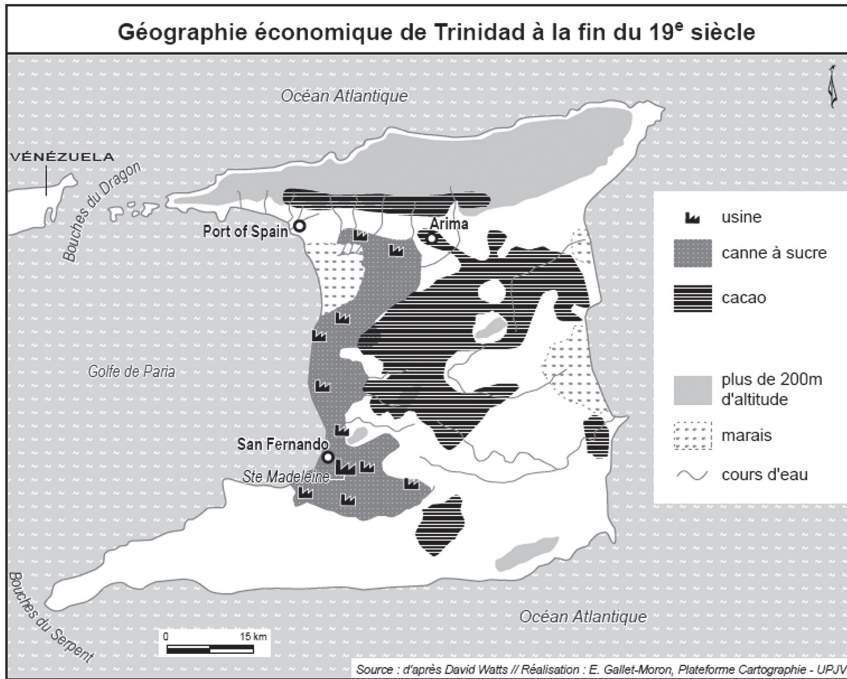 Géographie économique de Trinidad à la fin du 19e siècle
Océan Atlantique
VÉNÉZUELA
Bouches du Dragon
Port of Spain
Arima
Golfe de Paria
San Fernando
Ste Madeleine
Bouches du Serpent
Océan Atlantique
0 15 km
usine
canne à sucre
cacao
plus de 200m
d'altitude
marais
cours d'eau
Source : d'après David Watts // Réalisation : E. Gallet-Moron, Plateforme Cartographie - UPJV